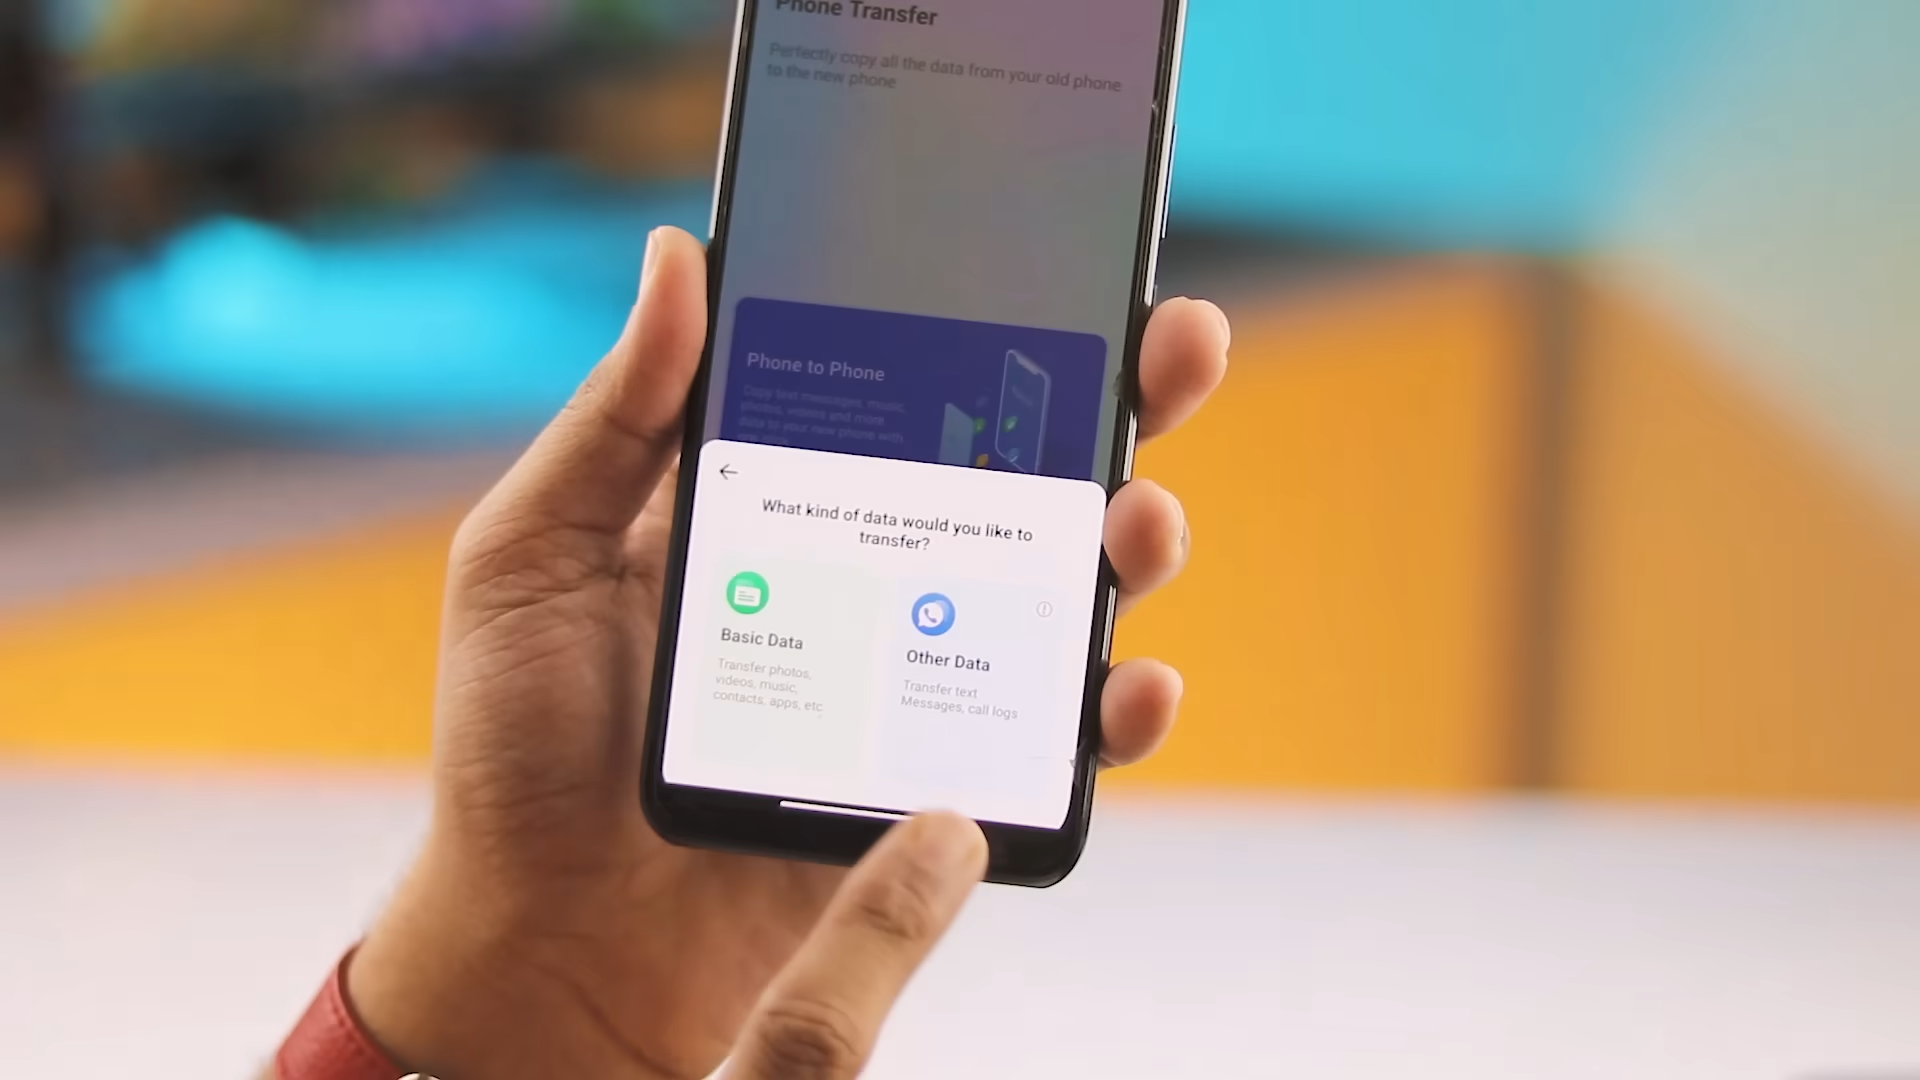 Phone Transfer
Perfectly copy all the data from your old phone
to the new phone
Phone to Phone
Copy text messages, music,
photos, videos and more
data to your new phone with
What kind of data would you like to
transfer?
Basic Data
Transfer photos,
videos, music,
contacts, apps, etc
Other Data
Transfer text
Messages, call logs